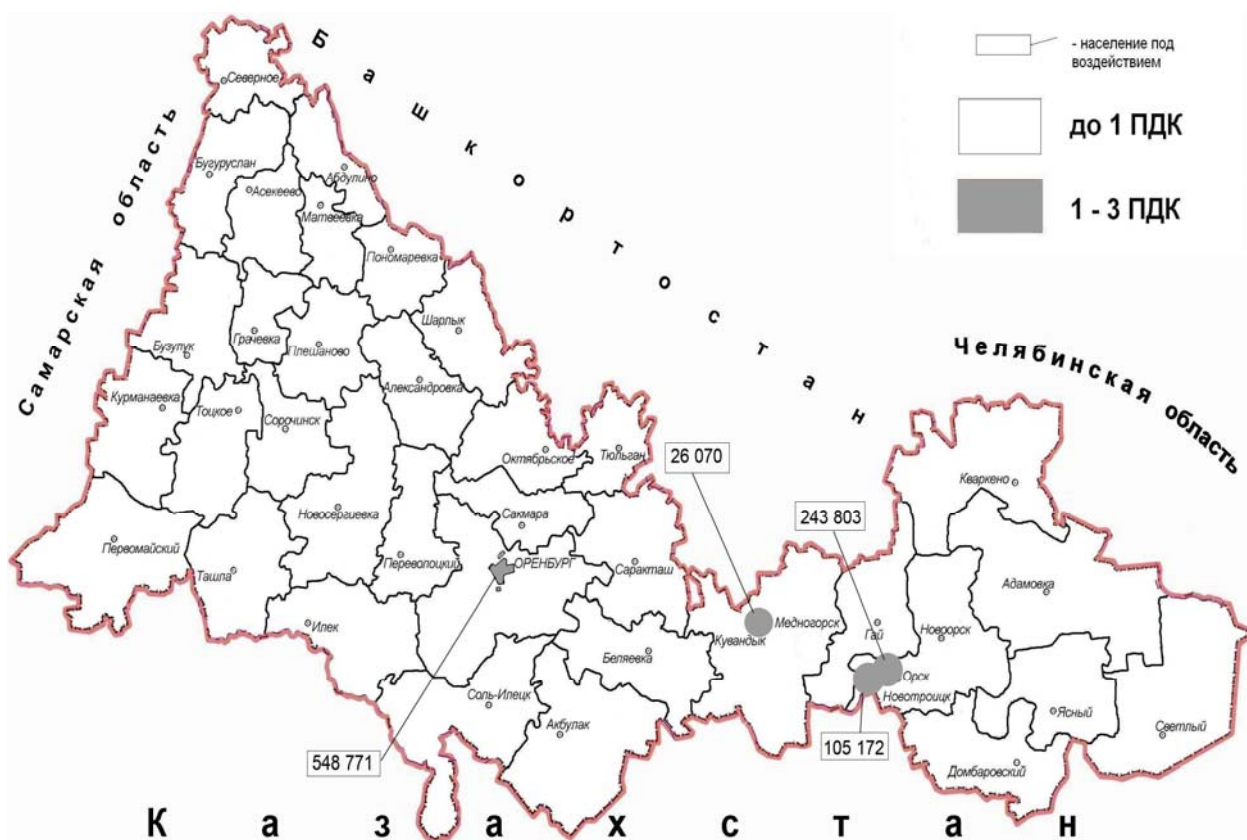 Башкортостан
Самарская область
Челябинская область
Казахстан
- население под
воздействием
до 1 ПДК
1 - 3 ПДК
Северное
Бугуруслан
Абдулино
Асекеево
Матвеевка
Пономаревка
Шарлык
Грачевка
Плешаново
Бузулук
Александровка
Курманаевка
Тоцкое
Сорочинск
Октябрьское
Тюльган
26 070
Кваркено
Новосергиевка
Сакмара
243 803
Первомайский
Ташла
Переволоцкий
ОРЕНБУРГ
Саракташ
Адамовка
Илек
Медногорск
Кувандык
Гай
Новоорск
Беляевка
Орск
Новотроицк
Соль-Илецк
Акбулак
Ясный
Светлый
548 771
105 172
Домбаровский